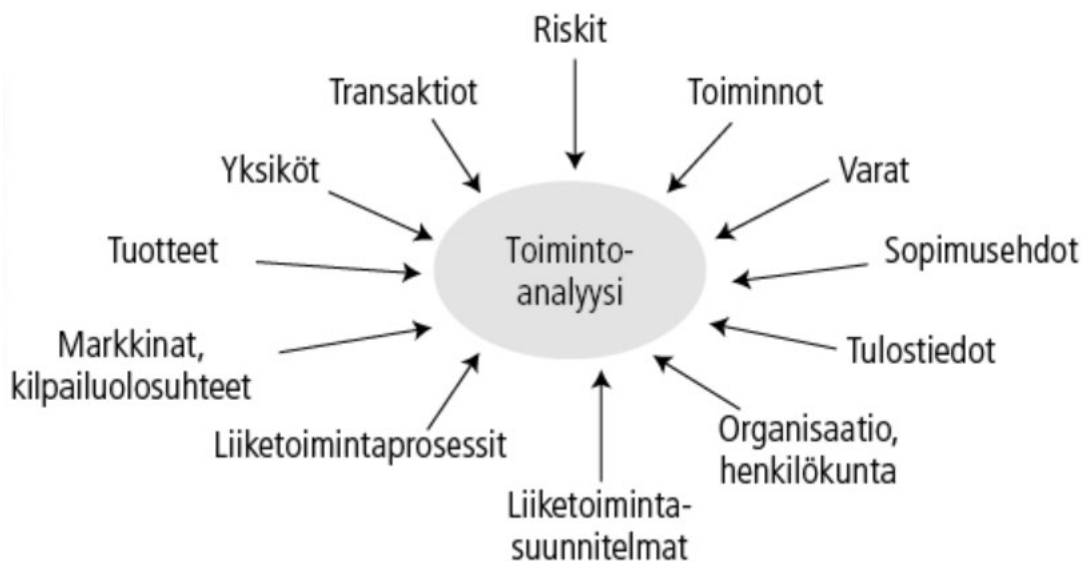 Riskit
Transaktiot
Toiminnot
Yksiköt
Varat
Tuotteet
Toiminto-
analyysi
Sopimusehdot
Markkinat,
kilpailuolosuhteet
Tulostiedot
Liiketoimintaprosessit
Organisaatio,
henkilökunta
Liiketoiminta-
suunnitelmat